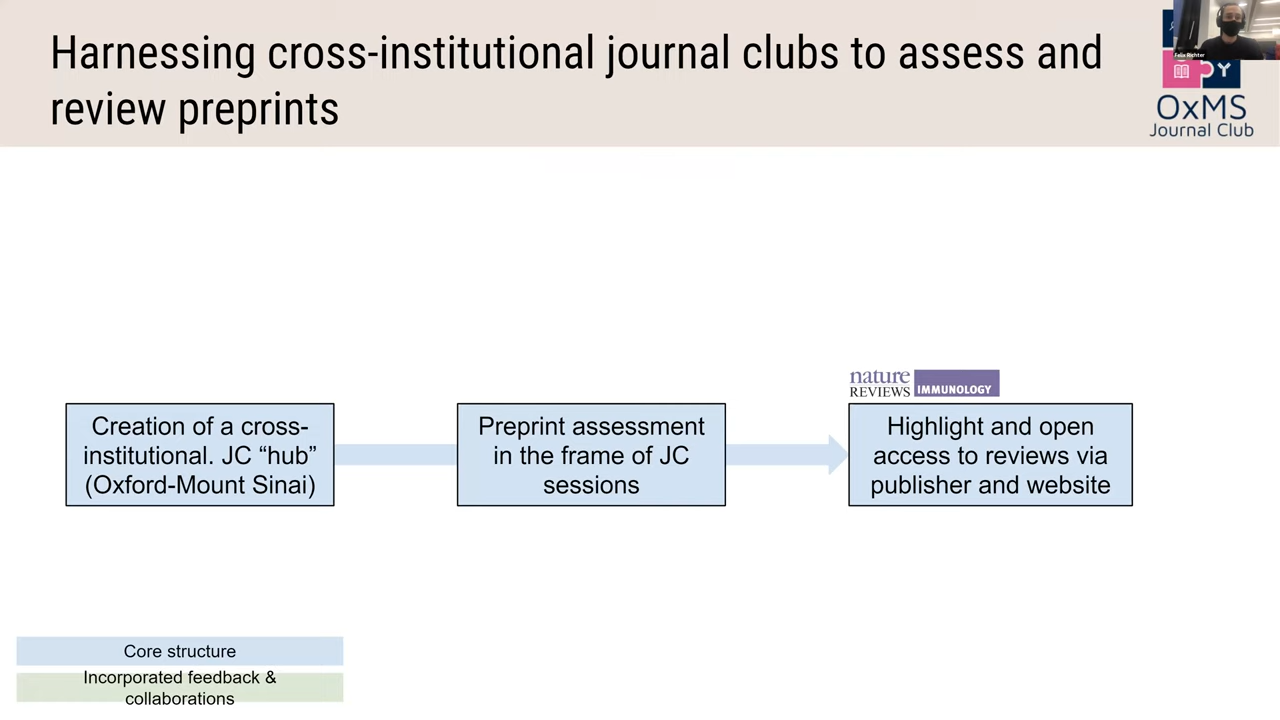 Harnessing cross-institutional journal clubs to assess and
review preprints
Felix Richter
OxMS
Journal Club
nature
REVIEWS IMMUNOLOGY
Creation of a cross-
institutional. JC “hub”
(Oxford-Mount Sinai)
Preprint assessment
in the frame of JC
sessions
Highlight and open
access to reviews via
publisher and website
Core structure
Incorporated feedback &
collaborations